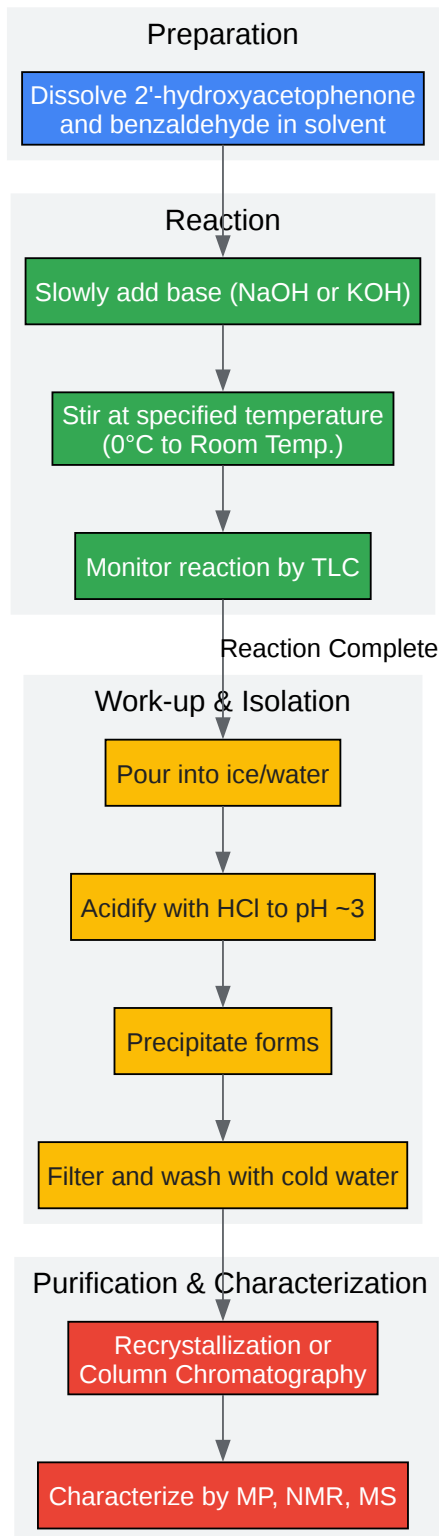 Preparation
Dissolve 2'-hydroxyacetophenone
and benzaldehyde in solvent
Reaction
Slowly add base (NaOH or KOH)
Stir at specified temperature
(0°C to Room Temp.)
Monitor reaction by TLC
Reaction Complete
Work-up & Isolation
Pour into ice/water
Acidify with HCl to pH ~3
Precipitate forms
Filter and wash with cold water
Purification & Characterization
Recrystallization or
Column Chromatography
Characterize by MP, NMR, MS